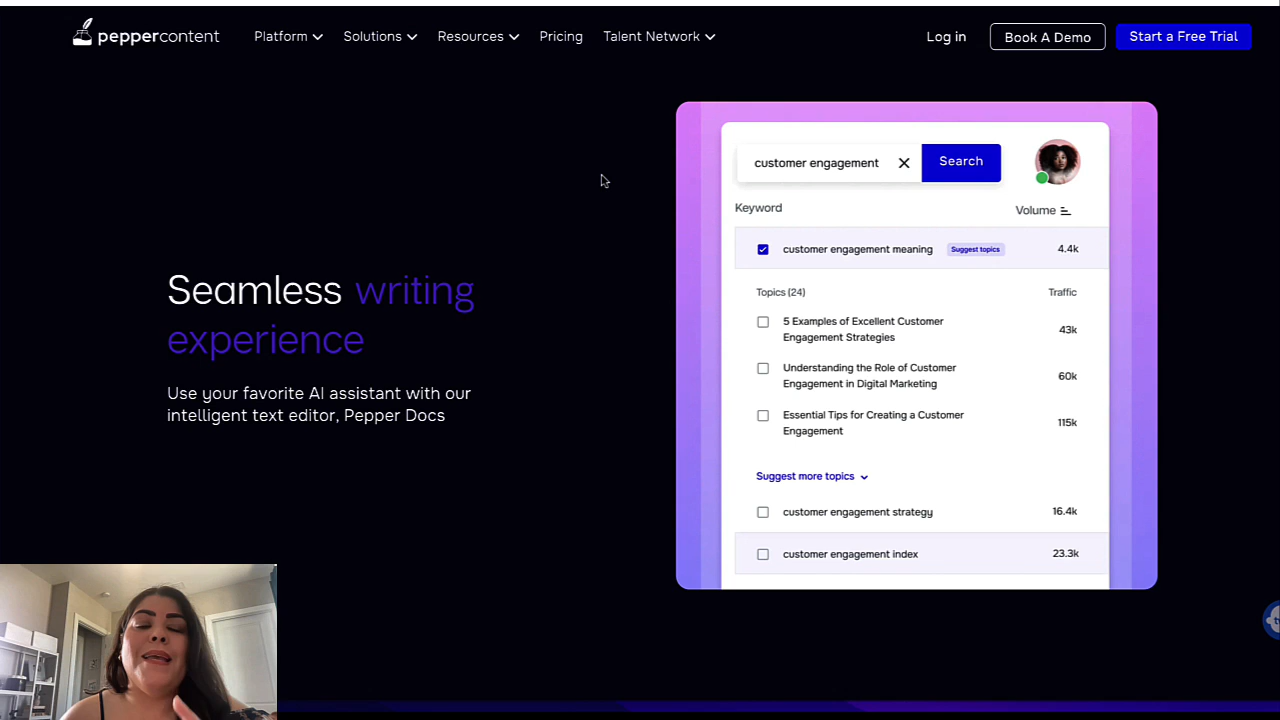 peppercontent Platform Solutions Resources Pricing Talent Network Log in Book A Demo Start a Free Trial
Seamless writing
experience
Use your favorite AI assistant with our
intelligent text editor, Pepper Docs
customer engagement Search
Keyword Volume
customer engagement meaning Suggest topics 4.4k
Topics (24) Traffic
5 Examples of Excellent Customer
Engagement Strategies 43k
Understanding the Role of Customer
Engagement in Digital Marketing 60k
Essential Tips for Creating a Customer
Engagement 115k
Suggest more topics
customer engagement strategy 16.4k
customer engagement index 23.3k